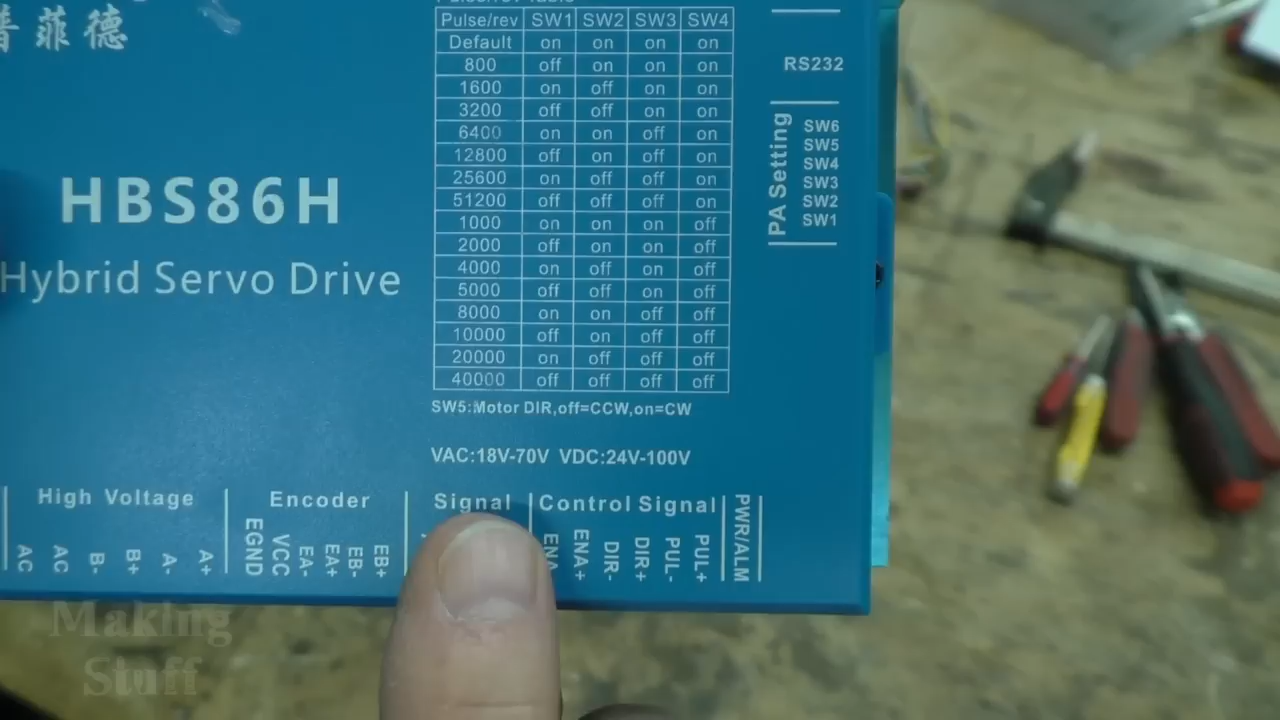 菲德
Pulse/rev SW1 SW2 SW3 SW4
Default on on on on
800 off on on on
1600 on off on on
3200 off off on on
6400 on on off on
12800 off on off on
25600 on off off on
51200 off off off on
1000 on on on off
2000 off on on off
4000 on off on off
5000 off off on off
8000 on on off off
10000 off on off off
20000 on off off off
40000 off off off off
SW5:Motor DIR,off=CCW,on=CW
VAC:18V-70V VDC:24V-100V
RS232
PA Setting
SW6
SW5
SW4
SW3
SW2
SW1
HBS86H
Hybrid Servo Drive
High Voltage
AC
AC
B-
B+
A-
A+
Encoder
EGND
VCC
EA-
EA+
EB-
EB+
Signal
Control Signal
ENA+
DIR-
DIR+
PUL-
PUL+
PWR/ALM
Making
Stuff